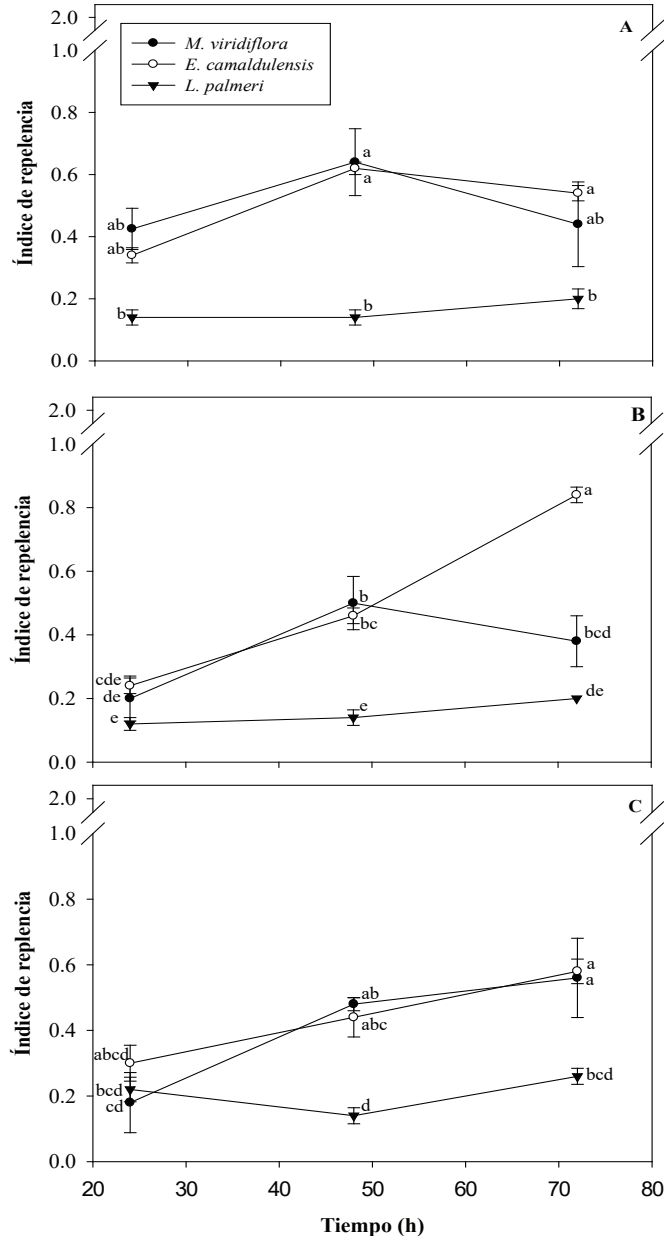 2.0
A
M. viridiflora
E. camaldulensis
L. palmeri
1.0
0.8
0.6
0.4
0.2
0.0
Índice de repelencia
ab
ab
b
a
a
b
a
ab
b
2.0
B
1.0
0.8
0.6
0.4
0.2
0.0
Índice de repelencia
cde
de
e
b
bc
e
a
bcd
de
2.0
C
1.0
0.8
0.6
0.4
0.2
0.0
Índice de replencia
abcd
bcd
cd
ab
abc
d
a
a
bcd
20 30 40 50 60 70 80
Tiempo (h)